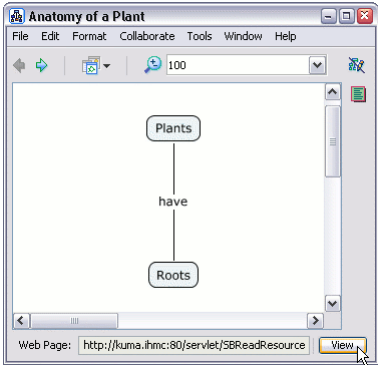 Anatomy of a Plant
File Edit Format Collaborate Tools Window Help
100
Plants
have
Roots
Web Page: http://kuma.ihmc:80/servlet/SBReadResource View